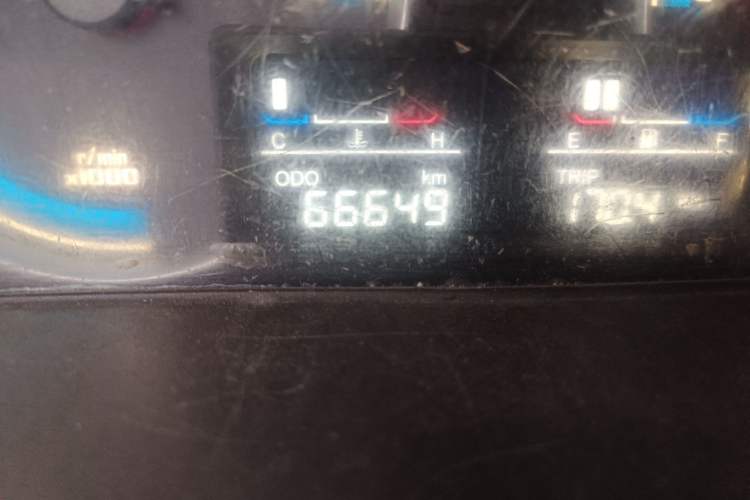 r/min
x1000
C H
ODO km
66649
E F
TRIP